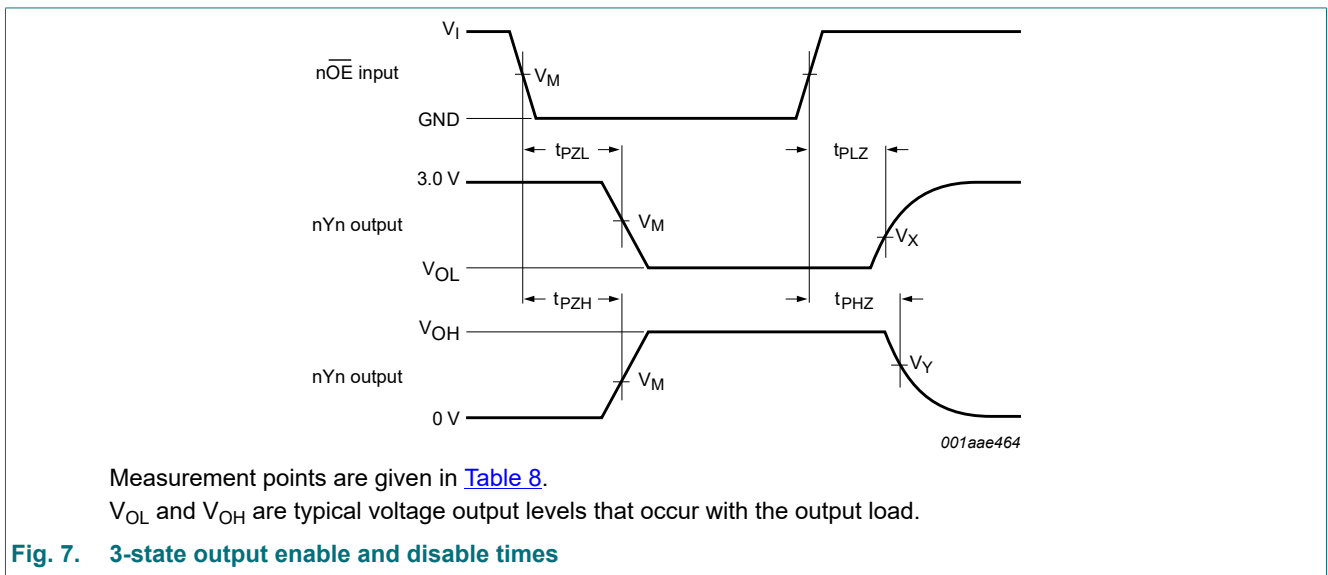 V_I
nO̅E̅ input
V_M
GND
t_PZL
t_PLZ
3.0 V
nYn output
V_M
V_X
V_OL
t_PZH
t_PHZ
V_OH
nYn output
V_M
V_Y
0 V
001aae464
Measurement points are given in Table 8.
V_OL and V_OH are typical voltage output levels that occur with the output load.
Fig. 7. 3-state output enable and disable times